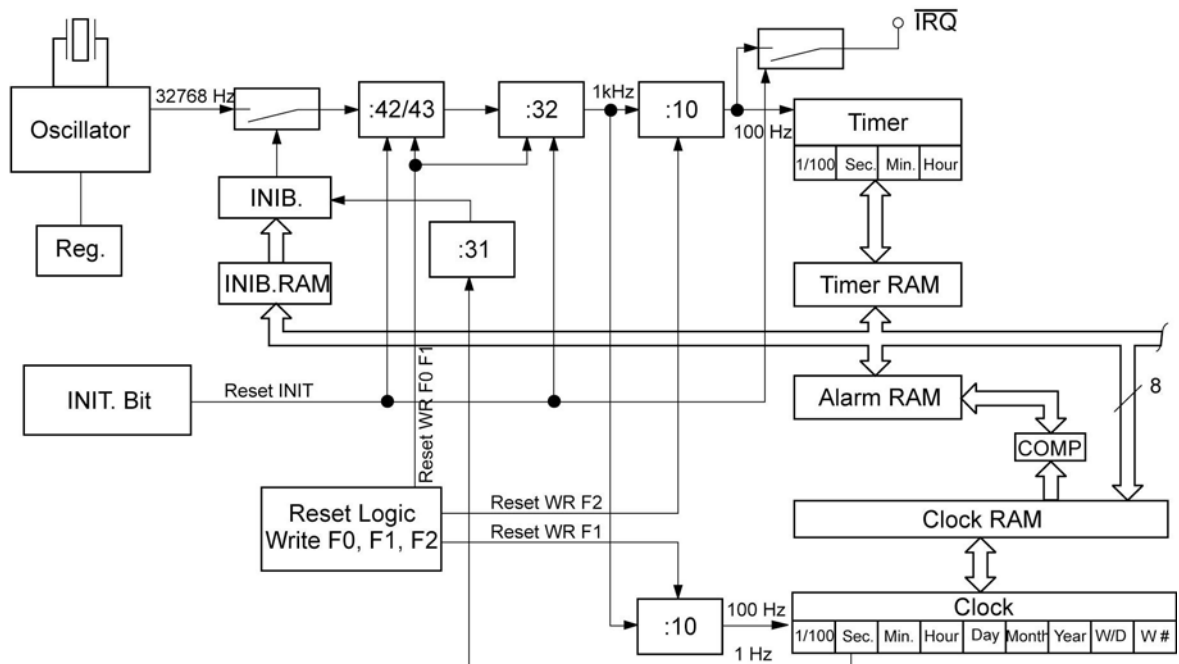 IRQ
32768 Hz
Oscillator
:42/43
:32
1kHz
:10
100 Hz
Timer
1/100 Sec. Min. Hour
INIB.
Reg.
:31
INIB.RAM
Timer RAM
INIT. Bit
Reset INIT
Reset WR F0 F1
Alarm RAM
8
COMP
Reset Logic
Write F0, F1, F2
Reset WR F2
Reset WR F1
Clock RAM
:10
100 Hz
1 Hz
Clock
1/100 Sec. Min. Hour Day Month Year W/D W #